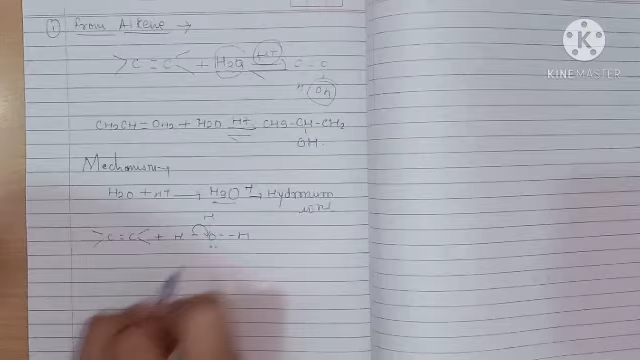 ① from Alkene →
>C=C< + H2O H+ → C-C
H OH
CH3CH=CH2 + H2O H+ → CH3-CH-CH3
OH
Mechanism →
H2O + H+ → H3O+ → Hydronium
ion
H
>C=C< + H-O-H
K
KINEMASTER